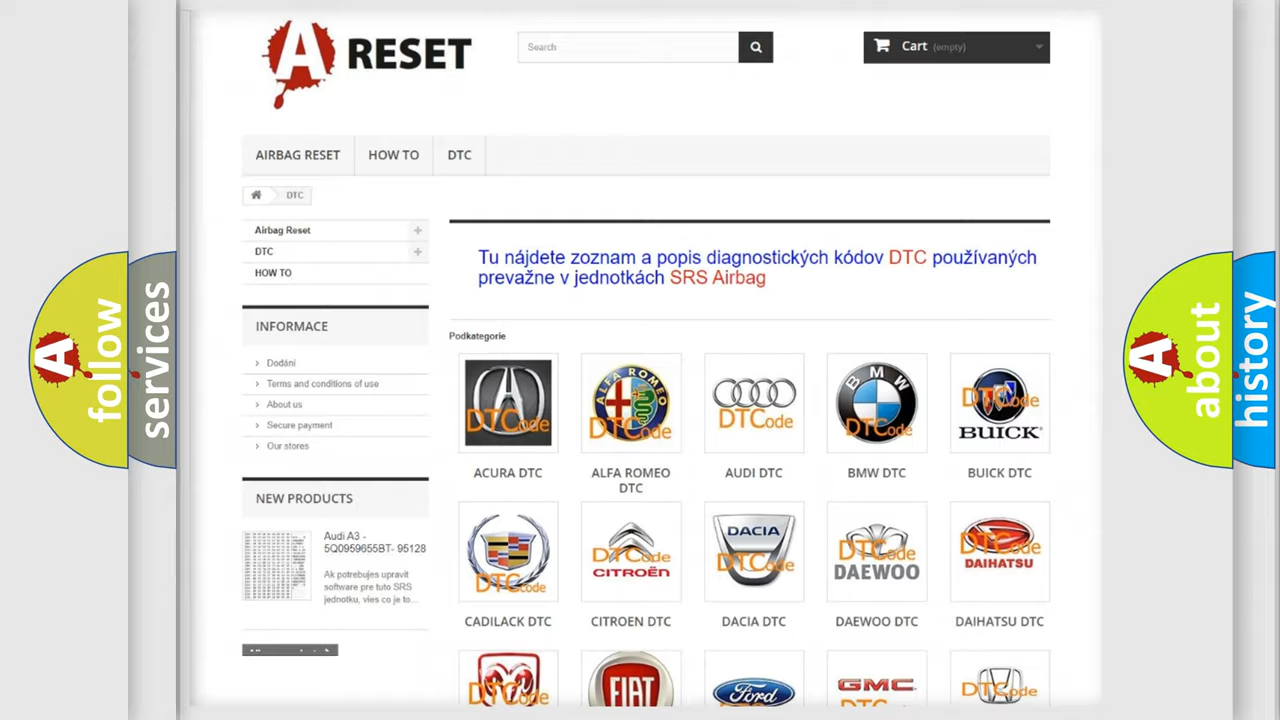 A RESET
Search
Cart (empty)
AIRBAG RESET
HOW TO
DTC
DTC
Airbag Reset
DTC
HOW TO
Tu nájdete zoznam a popis diagnostických kódov DTC používaných
prevažne v jednotkách SRS Airbag
INFORMACE
Dodání
Terms and conditions of use
About us
Secure payment
Our stores
NEW PRODUCTS
Audi A3 -
5Q0959655BT- 95128
Ak potrebujes upravit
software pre tuto SRS
jednotku, vies co je to...
Podkategorie
DTCode
ALFA ROMEO
DTCode
DTCode
BMW
DTCode
DTCode
BUICK
ACURA DTC
ALFA ROMEO
DTC
AUDI DTC
BMW DTC
BUICK DTC
DTCode
DTCode
CITROËN
DACIA
DTCode
DTCode
DAEWOO
DTCode
DAIHATSU
CADILACK DTC
CITROEN DTC
DACIA DTC
DAEWOO DTC
DAIHATSU DTC
DTCode
FIAT
Ford
GMC
DTCode
A follow
services
A about
history